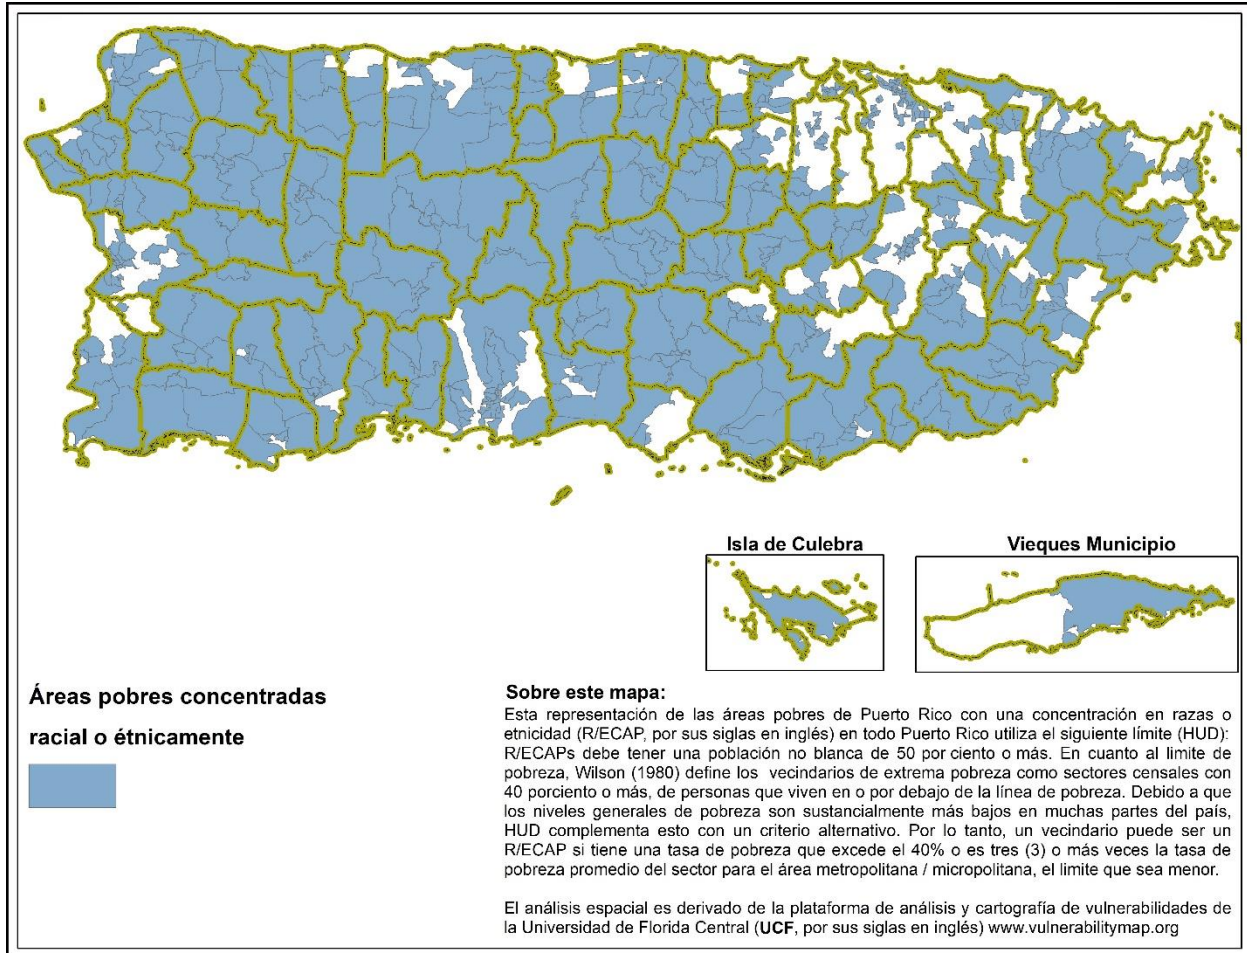 Isla de Culebra
Vieques Municipio
Áreas pobres concentradas
racial o étnicamente
Sobre este mapa:
Esta representación de las áreas pobres de Puerto Rico con una concentración en razas o
etnicidad (R/ECAP, por sus siglas en inglés) en todo Puerto Rico utiliza el siguiente límite (HUD):
R/ECAPs debe tener una población no blanca de 50 por ciento o más. En cuanto al limite de
pobreza, Wilson (1980) define los vecindarios de extrema pobreza como sectores censales con
40 porciento o más, de personas que viven en o por debajo de la línea de pobreza. Debido a que
los niveles generales de pobreza son sustancialmente más bajos en muchas partes del país,
HUD complementa esto con un criterio alternativo. Por lo tanto, un vecindario puede ser un
R/ECAP si tiene una tasa de pobreza que excede el 40% o es tres (3) o más veces la tasa de
pobreza promedio del sector para el área metropolitana / micropolitana, el limite que sea menor.
El análisis espacial es derivado de la plataforma de análisis y cartografía de vulnerabilidades de
la Universidad de Florida Central (UCF, por sus siglas en inglés) www.vulnerabilitymap.org